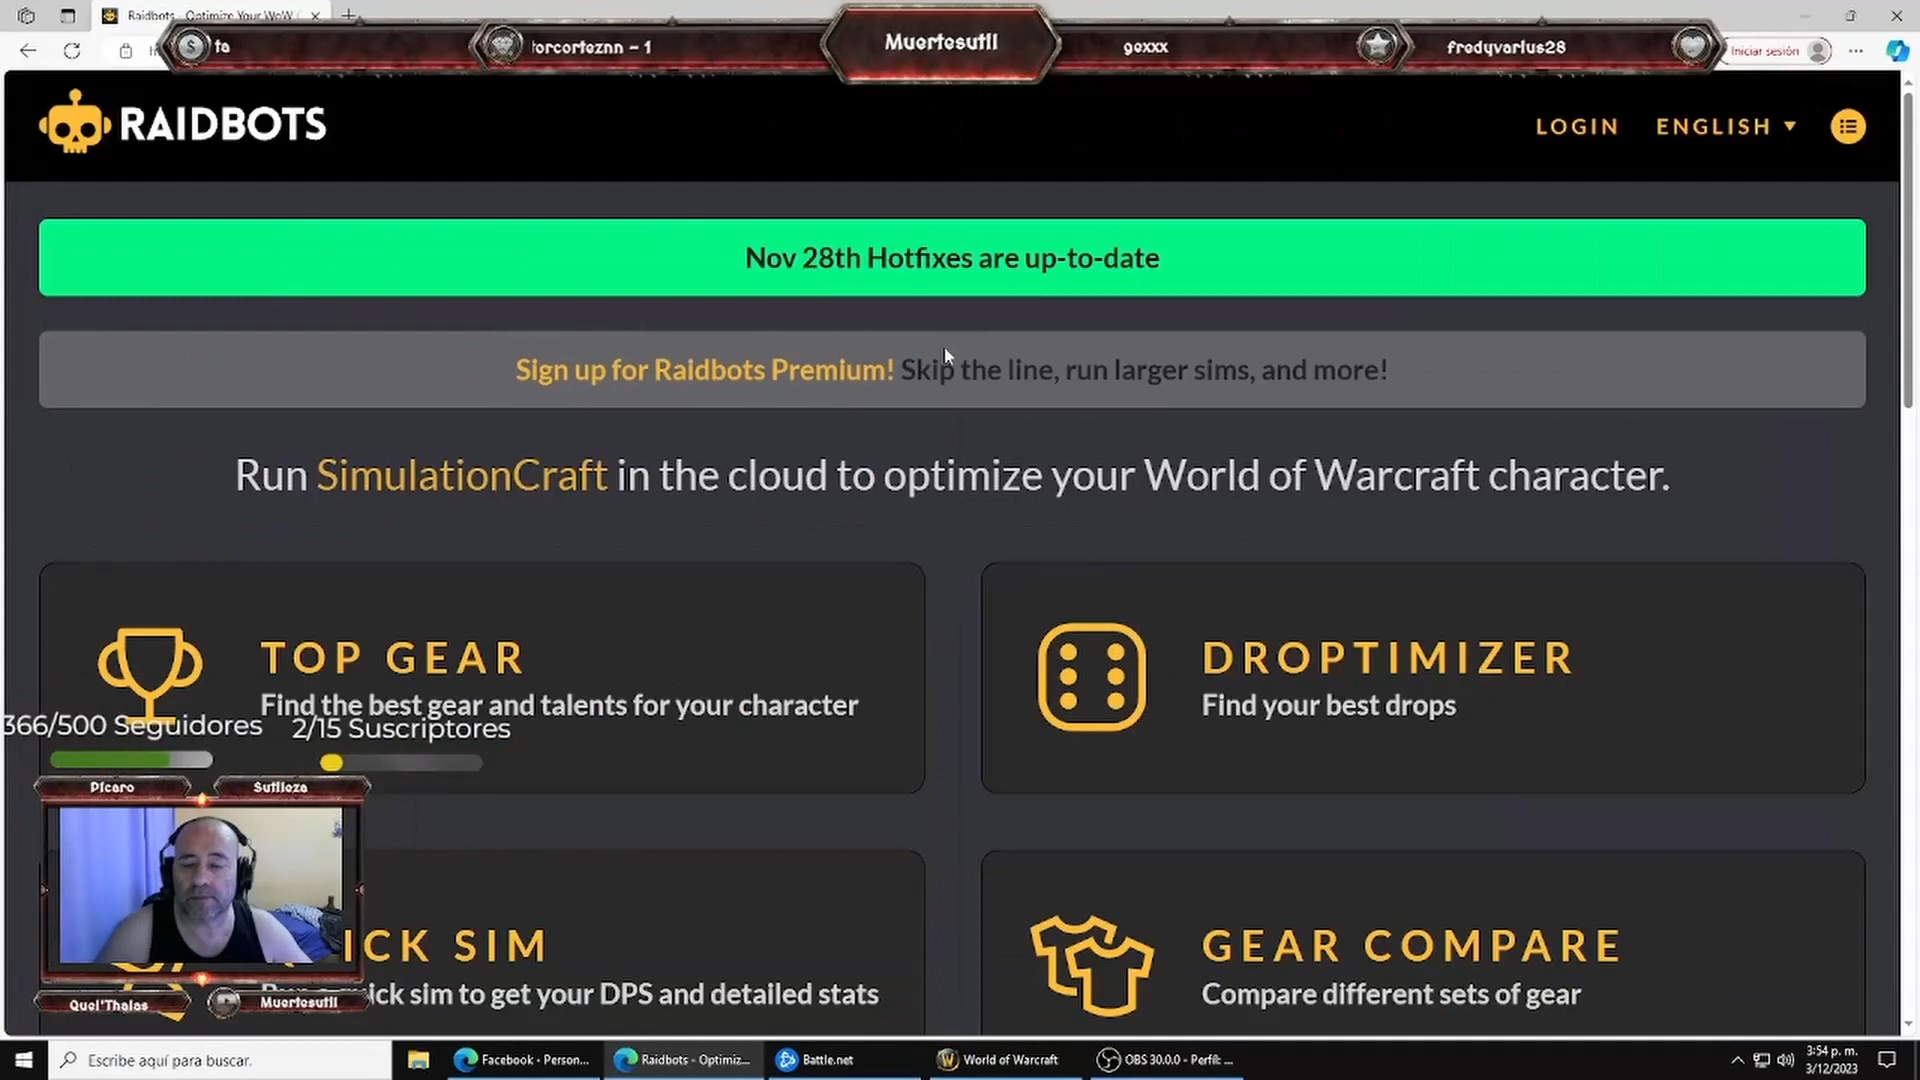 Raidbots - Optimize Your WoW
ta
torcorteznn - 1
Muertesutil
gexxx
fredyvarius28
Iniciar sesión
RAIDBOTS
LOGIN
ENGLISH
Nov 28th Hotfixes are up-to-date
Sign up for Raidbots Premium! Skip the line, run larger sims, and more!
Run SimulationCraft in the cloud to optimize your World of Warcraft character.
TOP GEAR
Find the best gear and talents for your character
DROPTIMIZER
Find your best drops
366/500 Seguidores
2/15 Suscriptores
Pícaro
Sutileza
ICK SIM
ick sim to get your DPS and detailed stats
GEAR COMPARE
Compare different sets of gear
Quel'Thalas
Muertesutil
Escribe aquí para buscar.
Facebook - Person...
Raidbots - Optimiz...
Battle.net
World of Warcraft
OBS 30.0.0 - Perfil: ...
3:54 p. m.
3/12/2023